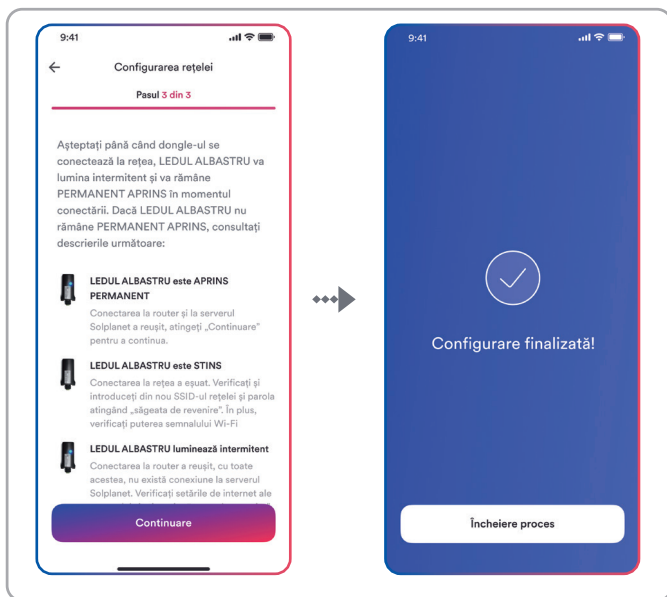 9:41
Configurarea rețelei
Pasul 3 din 3
Așteptați până când dongle-ul se
conectează la rețea, LEDUL ALBASTRU va
lumina intermitent și va rămâne
PERMANENT APRINS în momentul
conectării. Dacă LEDUL ALBASTRU nu
rămâne PERMANENT APRINS, consultați
descrierile următoare:
LEDUL ALBASTRU este APRINS
PERMANENT
Conectarea la router și la serverul
Solplanet a reușit, atingeți „Continuare”
pentru a continua.
LEDUL ALBASTRU este STINS
Conectarea la rețea a eșuat. Verificați și
introduceți din nou SSID-ul rețelei și parola
atingând „săgeata de revenire”. În plus,
verificați puterea semnalului Wi-Fi
LEDUL ALBASTRU luminează intermitent
Conectarea la router a reușit, cu toate
acestea, nu există conexiune la serverul
Solplanet. Verificați setările de internet ale
Continuare
9:41
Configurare finalizată!
Încheiere proces